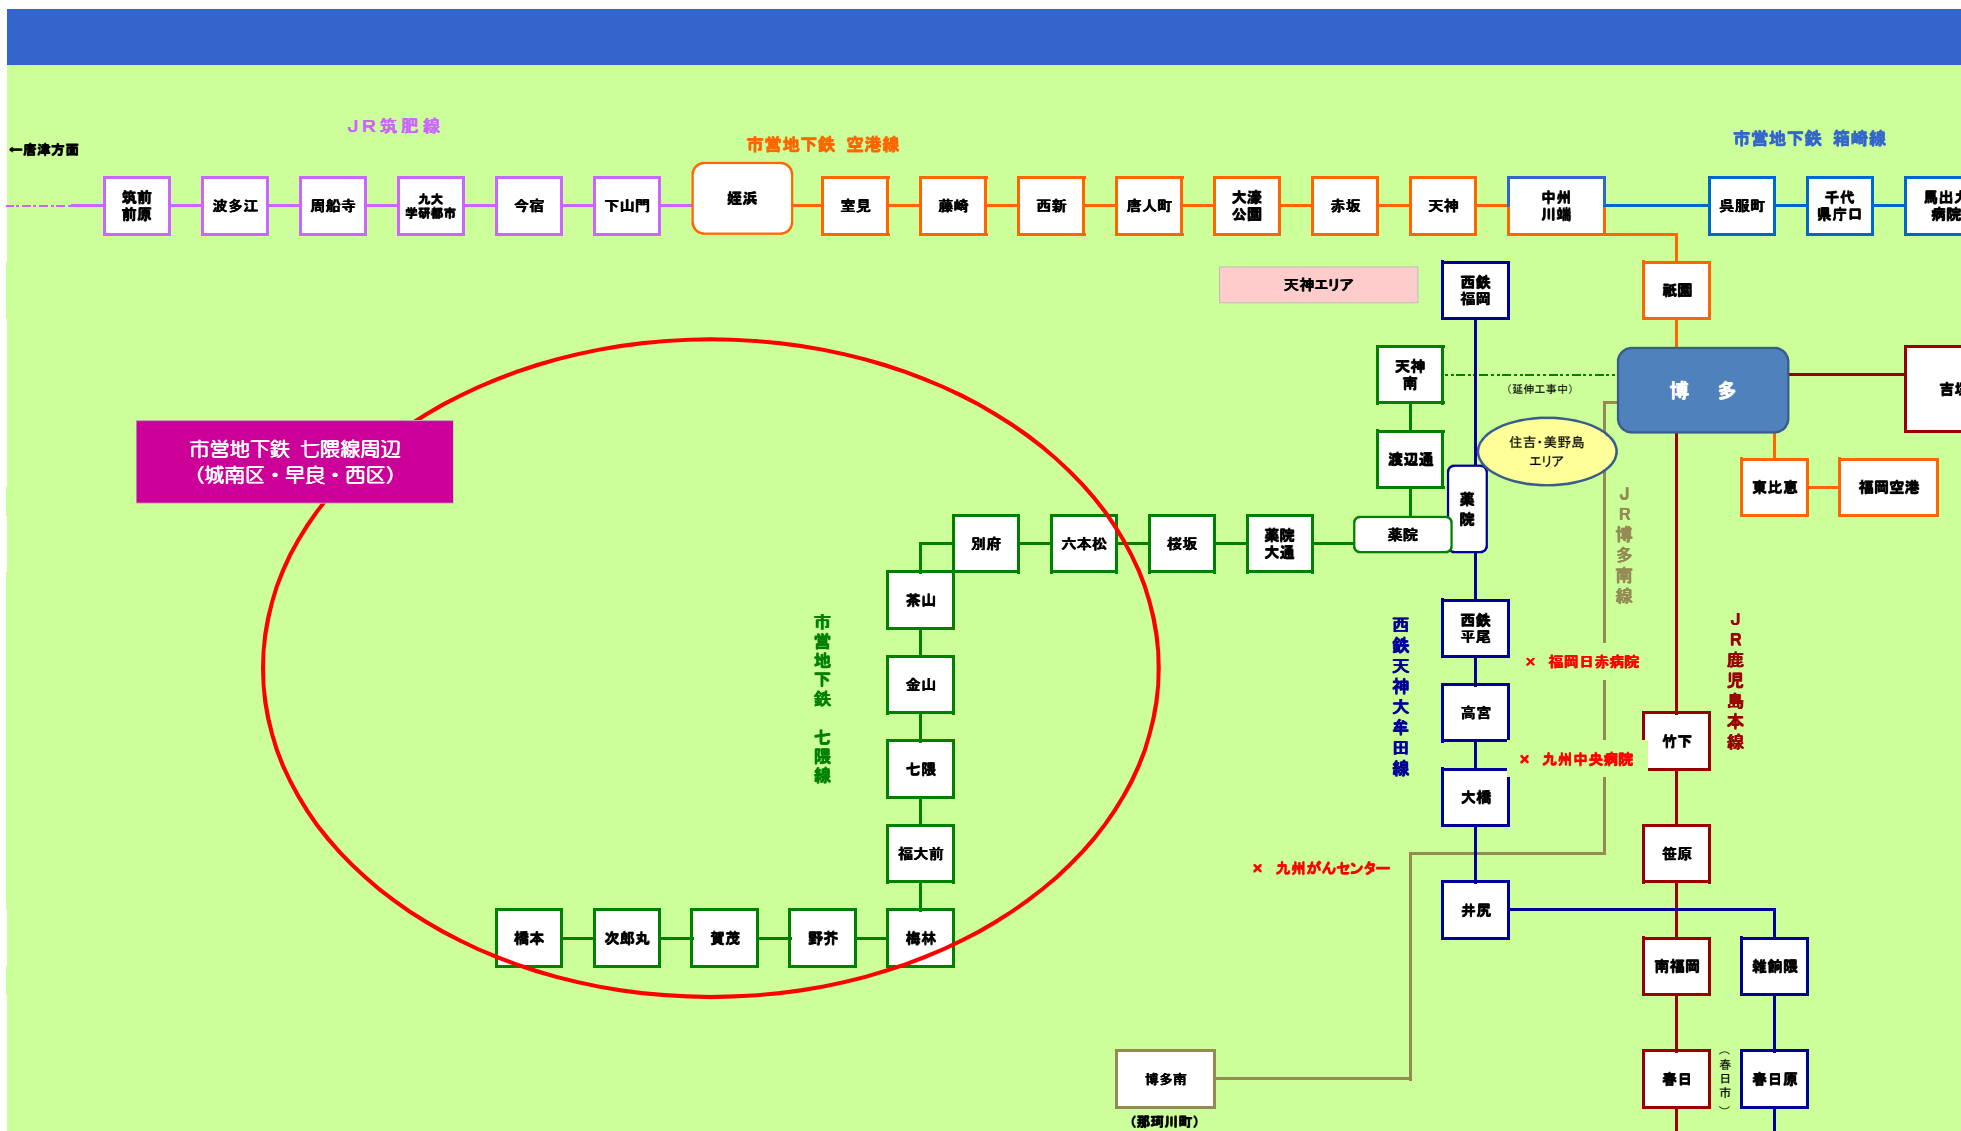 JR筑肥線
市営地下鉄 空港線
市営地下鉄 箱崎線
←唐津方面
筑前
前原
波多江
周船寺
九大
学研都市
今宿
下山門
姪浜
室見
藤崎
西新
唐人町
大濠
公園
赤坂
天神
中州
川端
呉服町
千代
県庁口
馬出
病院
天神エリア
西鉄
福岡
祇園
天神
南
(延伸工事中)
博 多
市営地下鉄 七隈線周辺
(城南区・早良・西区)
渡辺通
住吉・美野島
エリア
東比恵
福岡空港
薬院
薬院
別府
六本松
桜坂
薬院
大通
JR博多南線
茶山
市営地下鉄 七隈線
西鉄天神大牟田線
西鉄
平尾
× 福岡日赤病院
JR鹿児島本線
金山
高宮
竹下
× 九州中央病院
七隈
大橋
福大前
× 九州がんセンター
笹原
井尻
橋本
次郎丸
賀茂
野芥
梅林
南福岡
雑餉隈
博多南
(那珂川町)
春日
(春日市)
春日原